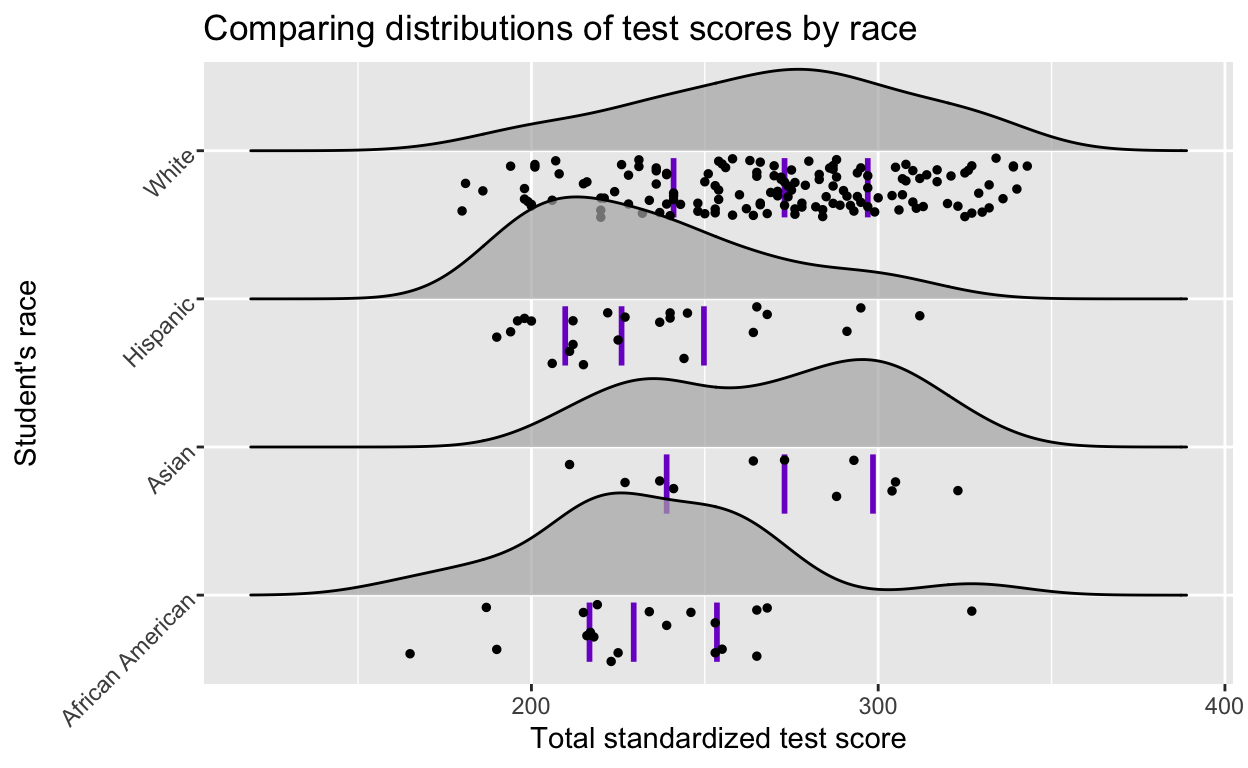 Comparing distributions of test scores by race
Student's race
White
Hispanic
Asian
African American
200
300
400
Total standardized test score